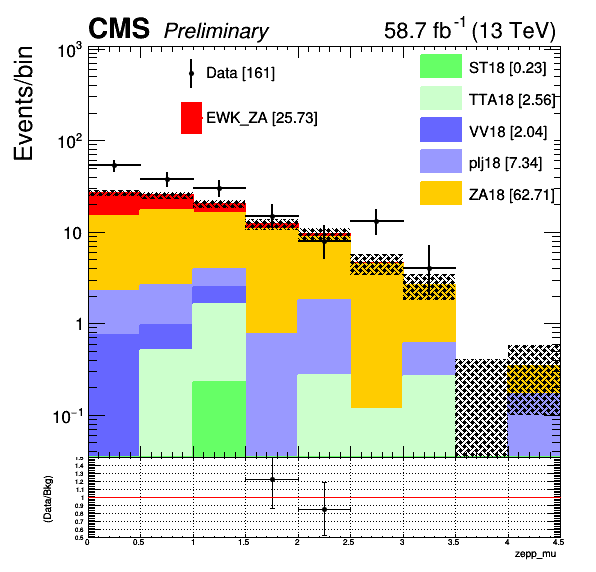 CMS Preliminary 58.7 fb⁻¹ (13 TeV)
Events/bin
10³
10²
10
1
10⁻¹
Data [161]
EWK_ZA [25.73]
ST18 [0.23]
TTA18 [2.56]
VV18 [2.04]
plj18 [7.34]
ZA18 [62.71]
(Data/Bkg)
1.5
1.4
1.3
1.2
1.1
1
0.9
0.8
0.7
0.6
0.5
0 0.5 1 1.5 2 2.5 3 3.5 4 4.5
zepp_mu